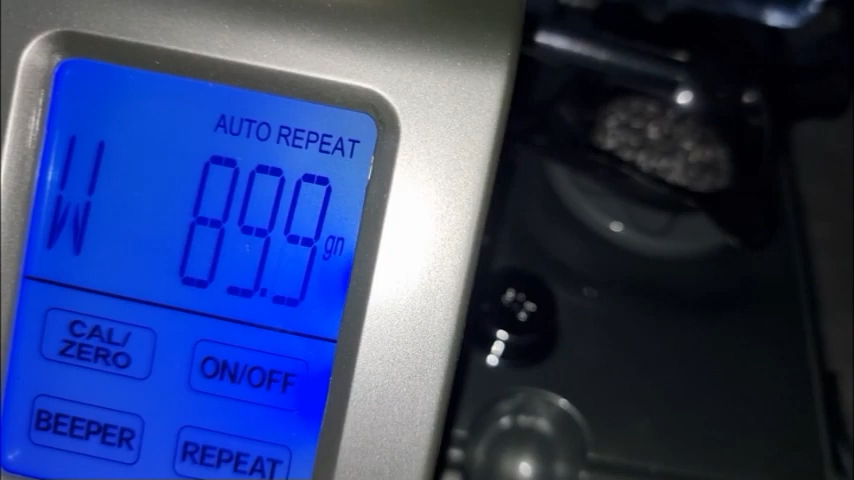 AUTO REPEAT
89.9 gn
CAL/
ZERO
ON/OFF
BEEPER
REPEAT